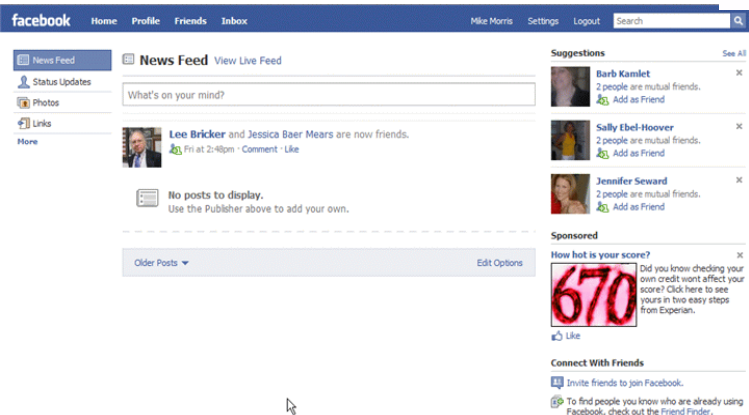 facebook Home Profile Friends Inbox Mike Morris Settings Logout Search
News Feed
Status Updates
Photos
Links
More
News Feed View Live Feed
What's on your mind?
Lee Bricker and Jessica Baer Mears are now friends.
Fri at 2:48pm · Comment · Like
No posts to display.
Use the Publisher above to add your own.
Older Posts
Edit Options
Suggestions See All
Barb Kamlet
2 people are mutual friends.
Add as Friend
Sally Ebel-Hoover
2 people are mutual friends.
Add as Friend
Jennifer Seward
2 people are mutual friends.
Add as Friend
Sponsored
How hot is your score?
670
Did you know checking your
own credit wont affect your
score? Click here to see
yours in two easy steps
from Experian.
Like
Connect With Friends
Invite friends to join Facebook.
To find people you know who are already using
Facebook, check out the Friend Finder.